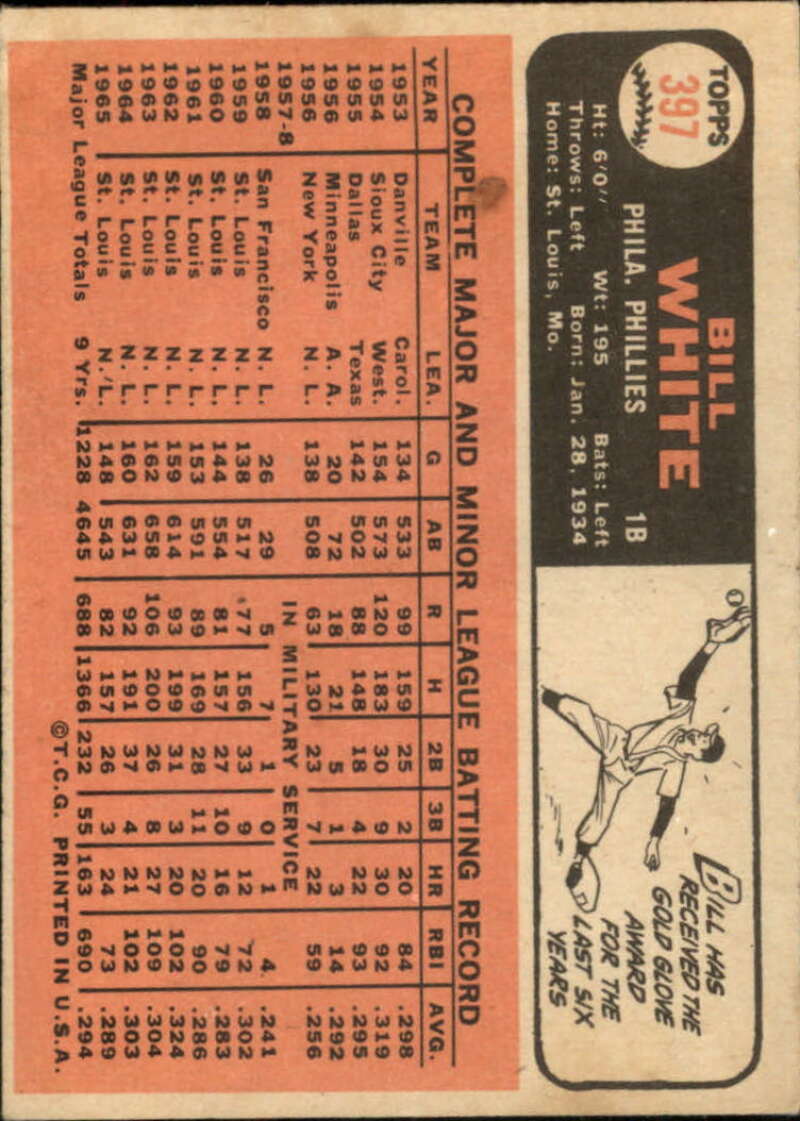 TOPPS
397
BILL
WHITE
PHILA. PHILLIES 1B
Ht: 6'0'' Wt: 195 Bats: Left
Throws: Left Born: Jan. 28, 1934
Home: St. Louis, Mo.
BILL HAS
RECEIVED THE
GOLD GLOVE
AWARD
FOR THE
LAST SIX
YEARS
COMPLETE MAJOR AND MINOR LEAGUE BATTING RECORD
YEAR TEAM LEA. G AB R H 2B 3B HR RBI AVG.
1953 Danville Carol. 134 533 99 159 25 2 20 84 .298
1954 Sioux City West. 154 573 120 183 30 9 30 92 .319
1955 Dallas Texas 142 502 88 148 18 4 22 93 .295
1956 Minneapolis A. A. 20 72 18 21 5 1 3 14 .292
1956 New York N. L. 138 508 63 130 23 7 22 59 .256
1957-8 IN MILITARY SERVICE
1958 San Francisco N. L. 26 29 5 7 1 0 1 4 .241
1959 St. Louis N. L. 138 517 77 156 33 9 12 72 .302
1960 St. Louis N. L. 144 554 81 157 27 10 16 79 .283
1961 St. Louis N. L. 153 591 89 169 28 11 20 90 .286
1962 St. Louis N. L. 159 614 93 199 31 3 20 102 .324
1963 St. Louis N. L. 162 658 106 200 26 8 27 109 .304
1964 St. Louis N. L. 160 631 92 191 37 4 21 102 .303
1965 St. Louis N. L. 148 543 82 157 26 3 24 73 .289
Major League Totals 9 Yrs. 1228 4645 688 1366 232 55 163 690 .294
©T.C.G. PRINTED IN U.S.A.